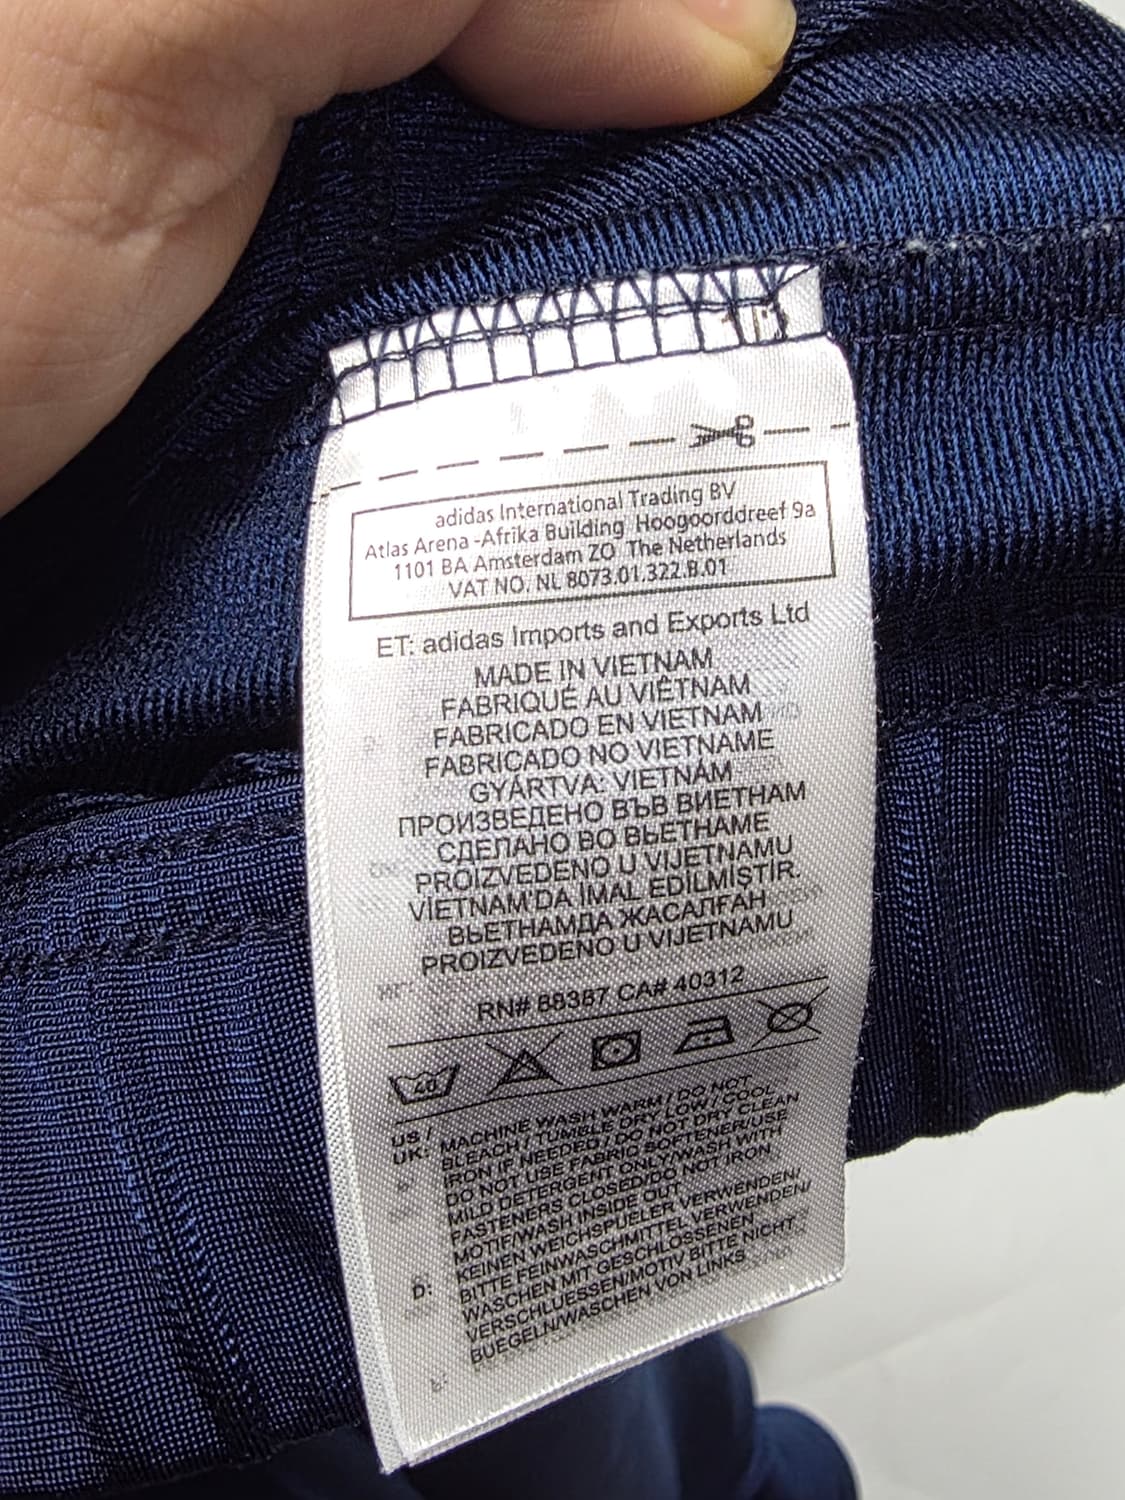 adidas International Trading BV
Atlas Arena -Afrika Building Hoogoorddreef 9a
1101 BA Amsterdam ZO The Netherlands
VAT NO. NL 8073.01.322.B.01
ET: adidas Imports and Exports Ltd
MADE IN VIETNAM
FABRIQUÉ AU VIÊTNAM
FABRICADO EN VIETNAM
FABRICADO NO VIETNAME
GYÁRTVA: VIETNÁM
ПРОИЗВЕДЕНО ВЪВ ВИЕТНАМ
СДЕЛАНО ВО ВЬЕТНАМЕ
PROIZVEDENO U VIJETNAMU
VİETNAM'DA İMAL EDİLMİŞTİR.
ВЬЕТНАМДА ЖАСАЛҒАН
PROIZVEDENO U VIJETNAMU
RN# 88387 CA# 40312
40
US / UK: MACHINE WASH WARM / DO NOT
BLEACH / TUMBLE DRY LOW / COOL
IRON IF NEEDED / DO NOT DRY CLEAN
DO NOT USE FABRIC SOFTENER/USE
MILD DETERGENT ONLY/WASH WITH
FASTENERS CLOSED/DO NOT IRON
MOTIF/WASH INSIDE OUT
D: KEINEN WEICHSPUELER VERWENDEN/
BITTE FEINWASCHMITTEL VERWENDEN/
WASCHEN MIT GESCHLOSSENEN
VERSCHLUESSEN/MOTIV BITTE NICHT
BUEGELN/WASCHEN VON LINKS